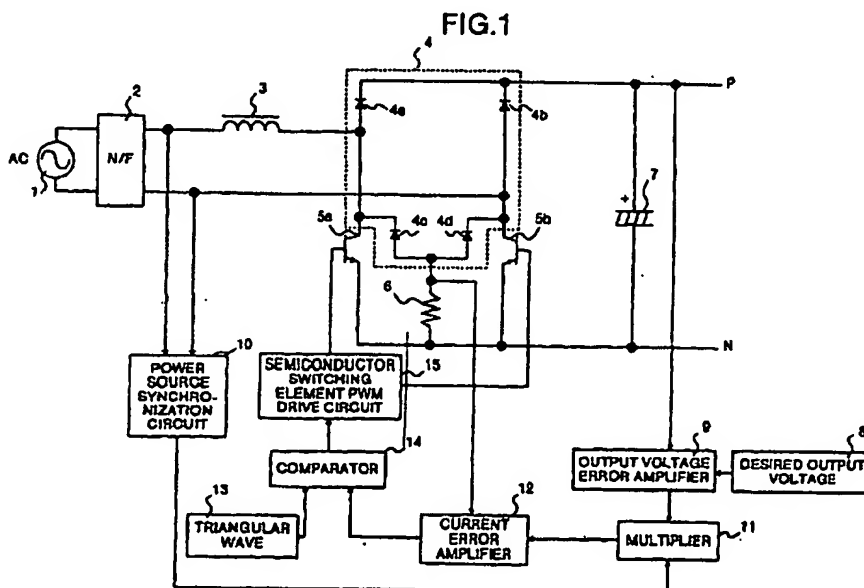 FIG.1
4
2
3
P
4a
4b
AC
N/F
1
7
+
5a
4c
4d
5b
6
N
10
15
POWER
SOURCE
SYNCHRO-
NIZATION
CIRCUIT
SEMICONDUCTOR
SWITCHING
ELEMENT PWM
DRIVE CIRCUIT
14
9
8
COMPARATOR
OUTPUT VOLTAGE
ERROR AMPLIFIER
DESIRED OUTPUT
VOLTAGE
13
12
11
TRIANGULAR
WAVE
CURRENT
ERROR
AMPLIFIER
MULTIPLIER